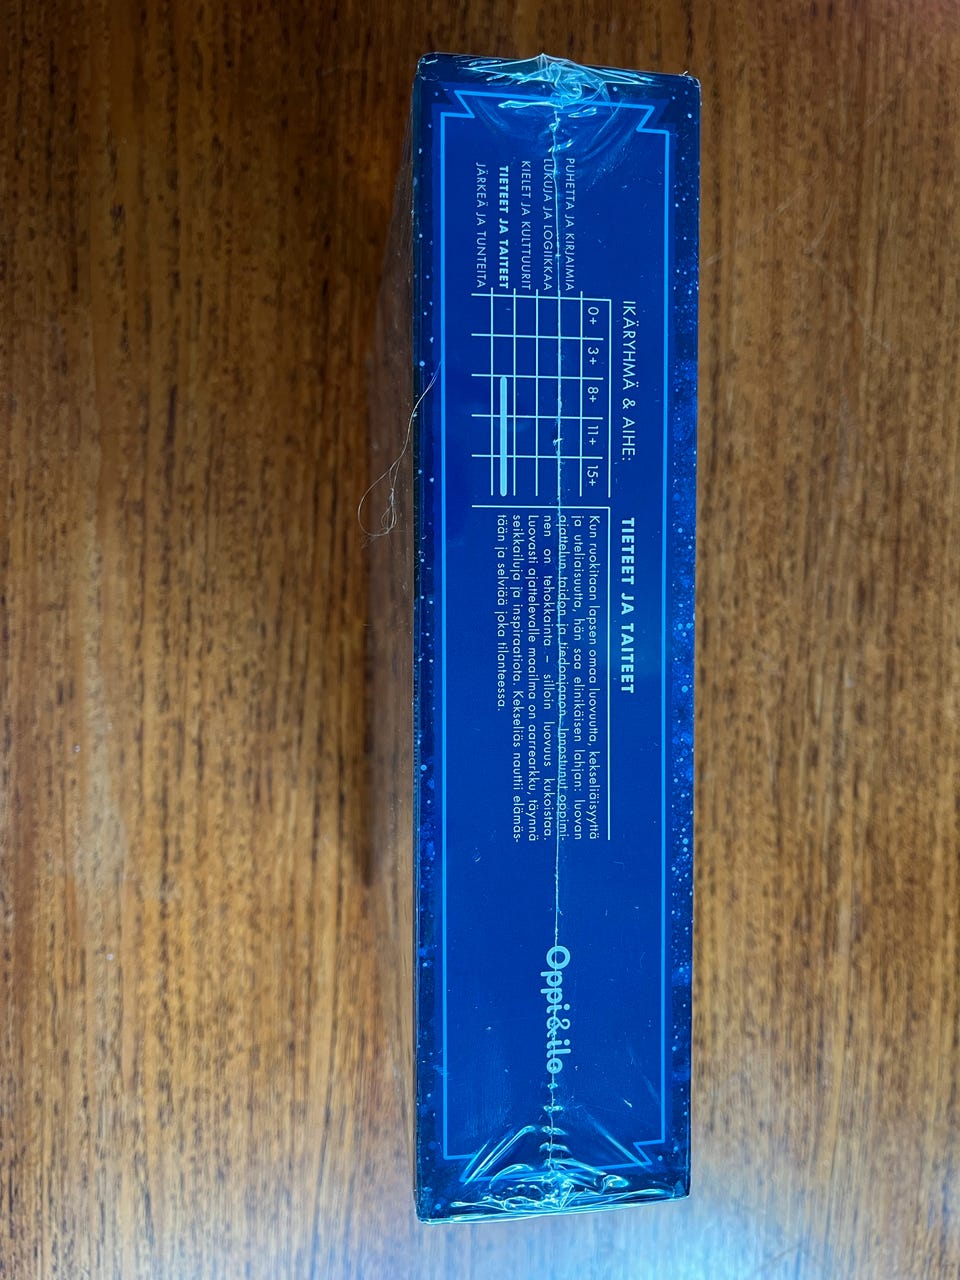 IKÄRYHMÄ & AIHE:
0+ 3+ 8+ 11+ 15+
PUHETTA JA KIRJAIMIA
LUKUJA JA LOGIIKKAA
KIELET JA KULTTUURIT
TIETEET JA TAITEET
JÄRKEÄ JA TUNTEITA
TIETEET JA TAITEET
Kun ruokitaan lapsen omaa luovuutta, kekseliäisyyttä
ja uteliaisuutta, hän saa elinikäisen lahjan: luovan
ajattelun taidon ja tiedonjanon. Innostunut oppimi-
nen on tehokkainta – silloin luovuus kukoistaa.
Luovasti ajattelevalle maailma on aarrearkku, täynnä
seikkailuja ja inspiraatiota. Kekseliäs nauttii elämäs-
tään ja selviää joka tilanteessa.
Oppi&ilo